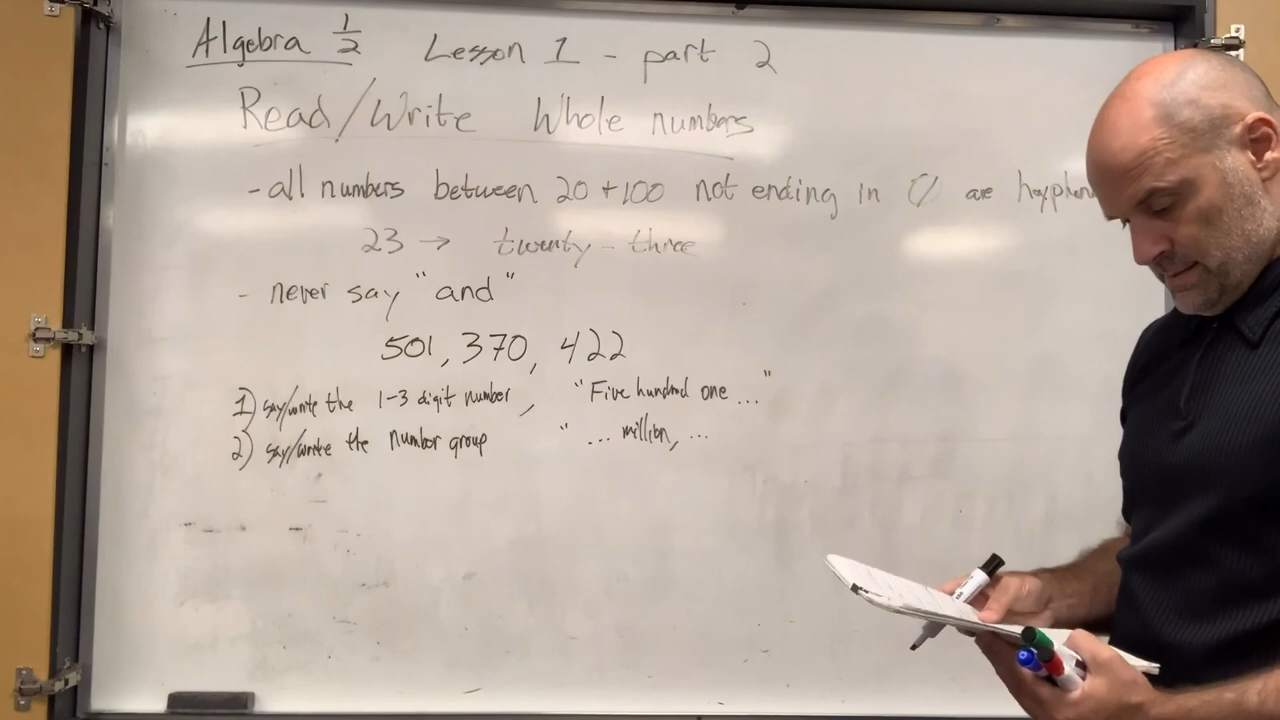 Algebra 1/2 Lesson 1 - part 2
Read/Write Whole numbers
- all numbers between 20 + 100 not ending in 0 are hyphen
23 → twenty-three
- never say "and"
501,370,422
1) say/write the 1-3 digit number, "Five hundred one ..."
2) say/write the number group " ... million, ...